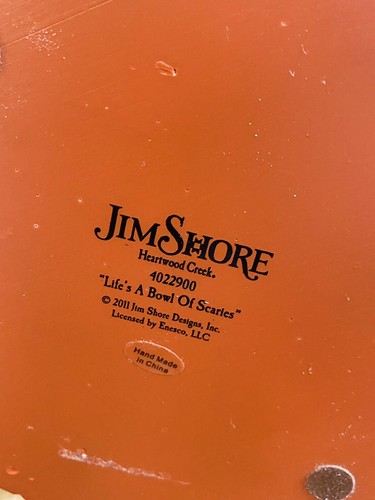 JIM SHORE
Heartwood Creek®
4022900
"Life's A Bowl Of Scaries"
© 2011 Jim Shore Designs, Inc.
Licensed by Enesco, LLC
Hand Made
in China